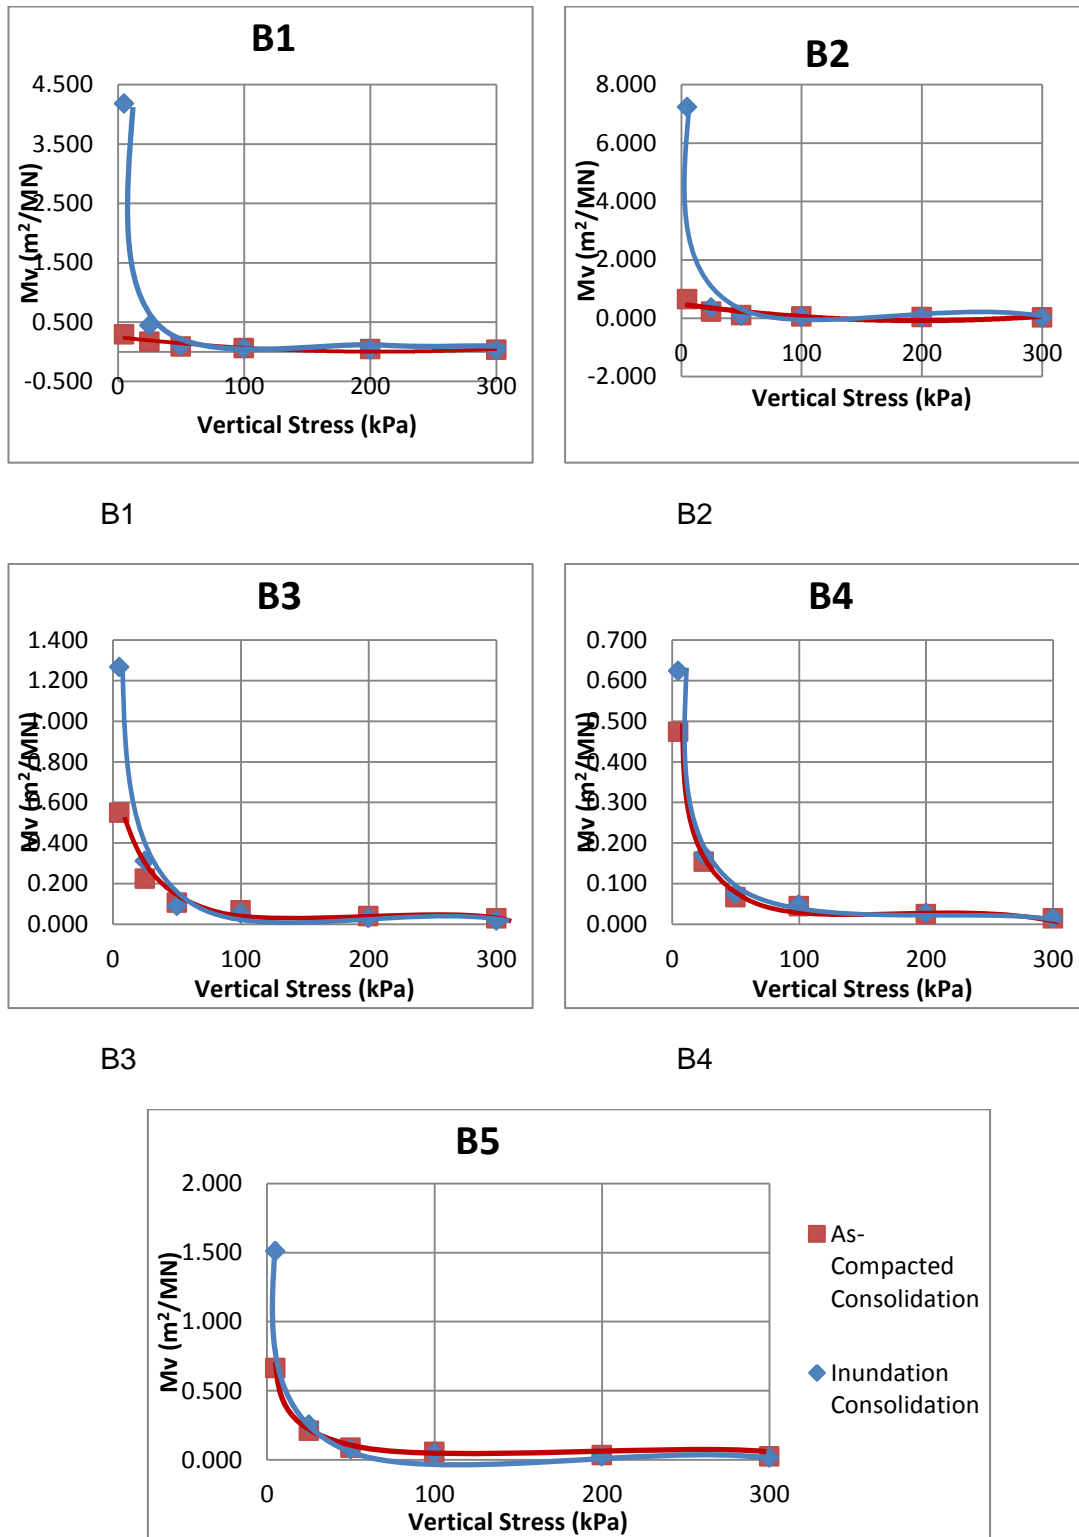 B1
4.500
3.500
2.500
1.500
0.500
-0.500
0
100
200
300
Mv (m²/MN)
Vertical Stress (kPa)
B2
8.000
6.000
4.000
2.000
0.000
-2.000
0
100
200
300
Mv (m²/MN)
Vertical Stress (kPa)
B1
B2
B3
1.400
1.200
1.000
0.800
0.600
0.400
0.200
0.000
0
100
200
300
Mv (m²/MN)
Vertical Stress (kPa)
B4
0.700
0.600
0.500
0.400
0.300
0.200
0.100
0.000
0
100
200
300
Mv (m²/MN)
Vertical Stress (kPa)
B3
B4
B5
2.000
1.500
1.000
0.500
0.000
0
100
200
300
Mv (m²/MN)
Vertical Stress (kPa)
As-
Compacted
Consolidation
Inundation
Consolidation